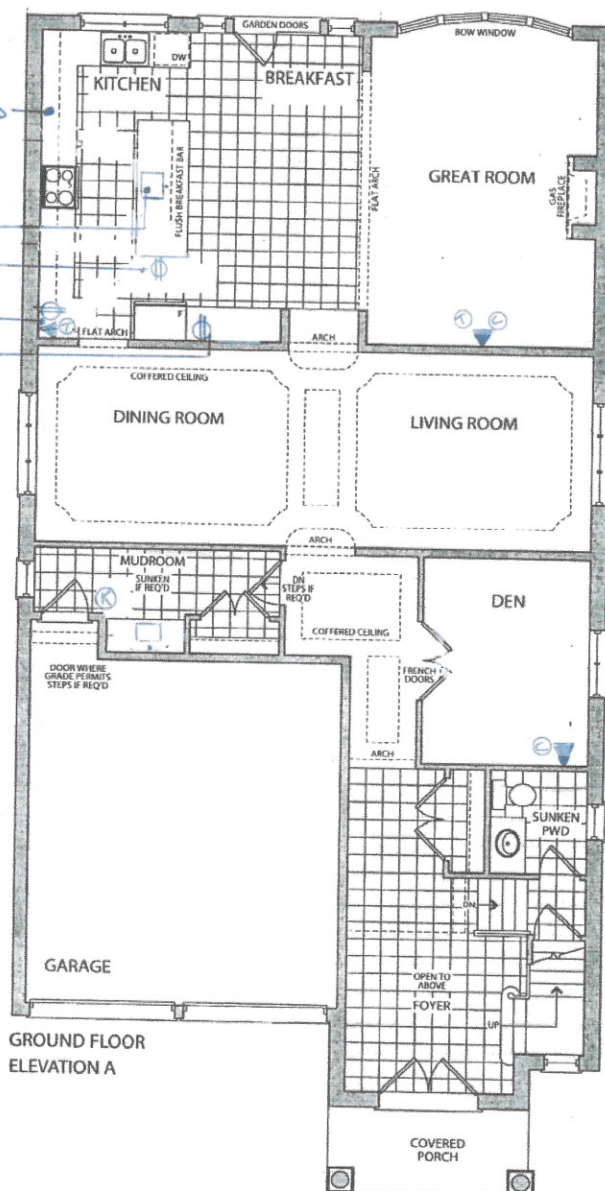 GARDEN DOORS
BOW WINDOW
DW
KITCHEN
BREAKFAST
GREAT ROOM
FLUSH BREAKFAST BAR
FLAT ARCH
GAS
FIREPLACE
F
T
C
T
FLAT ARCH
ARCH
COFFERED CEILING
DINING ROOM
LIVING ROOM
ARCH
MUDROOM
SUNKEN
IF REQ'D
DN
STEPS IF
REQ'D
K
DEN
COFFERED CEILING
DOOR WHERE
GRADE PERMITS
STEPS IF REQ'D
FRENCH
DOORS
ARCH
C
SUNKEN
PWD
DN
GARAGE
OPEN TO
ABOVE
FOYER
UP
GROUND FLOOR
ELEVATION A
COVERED
PORCH